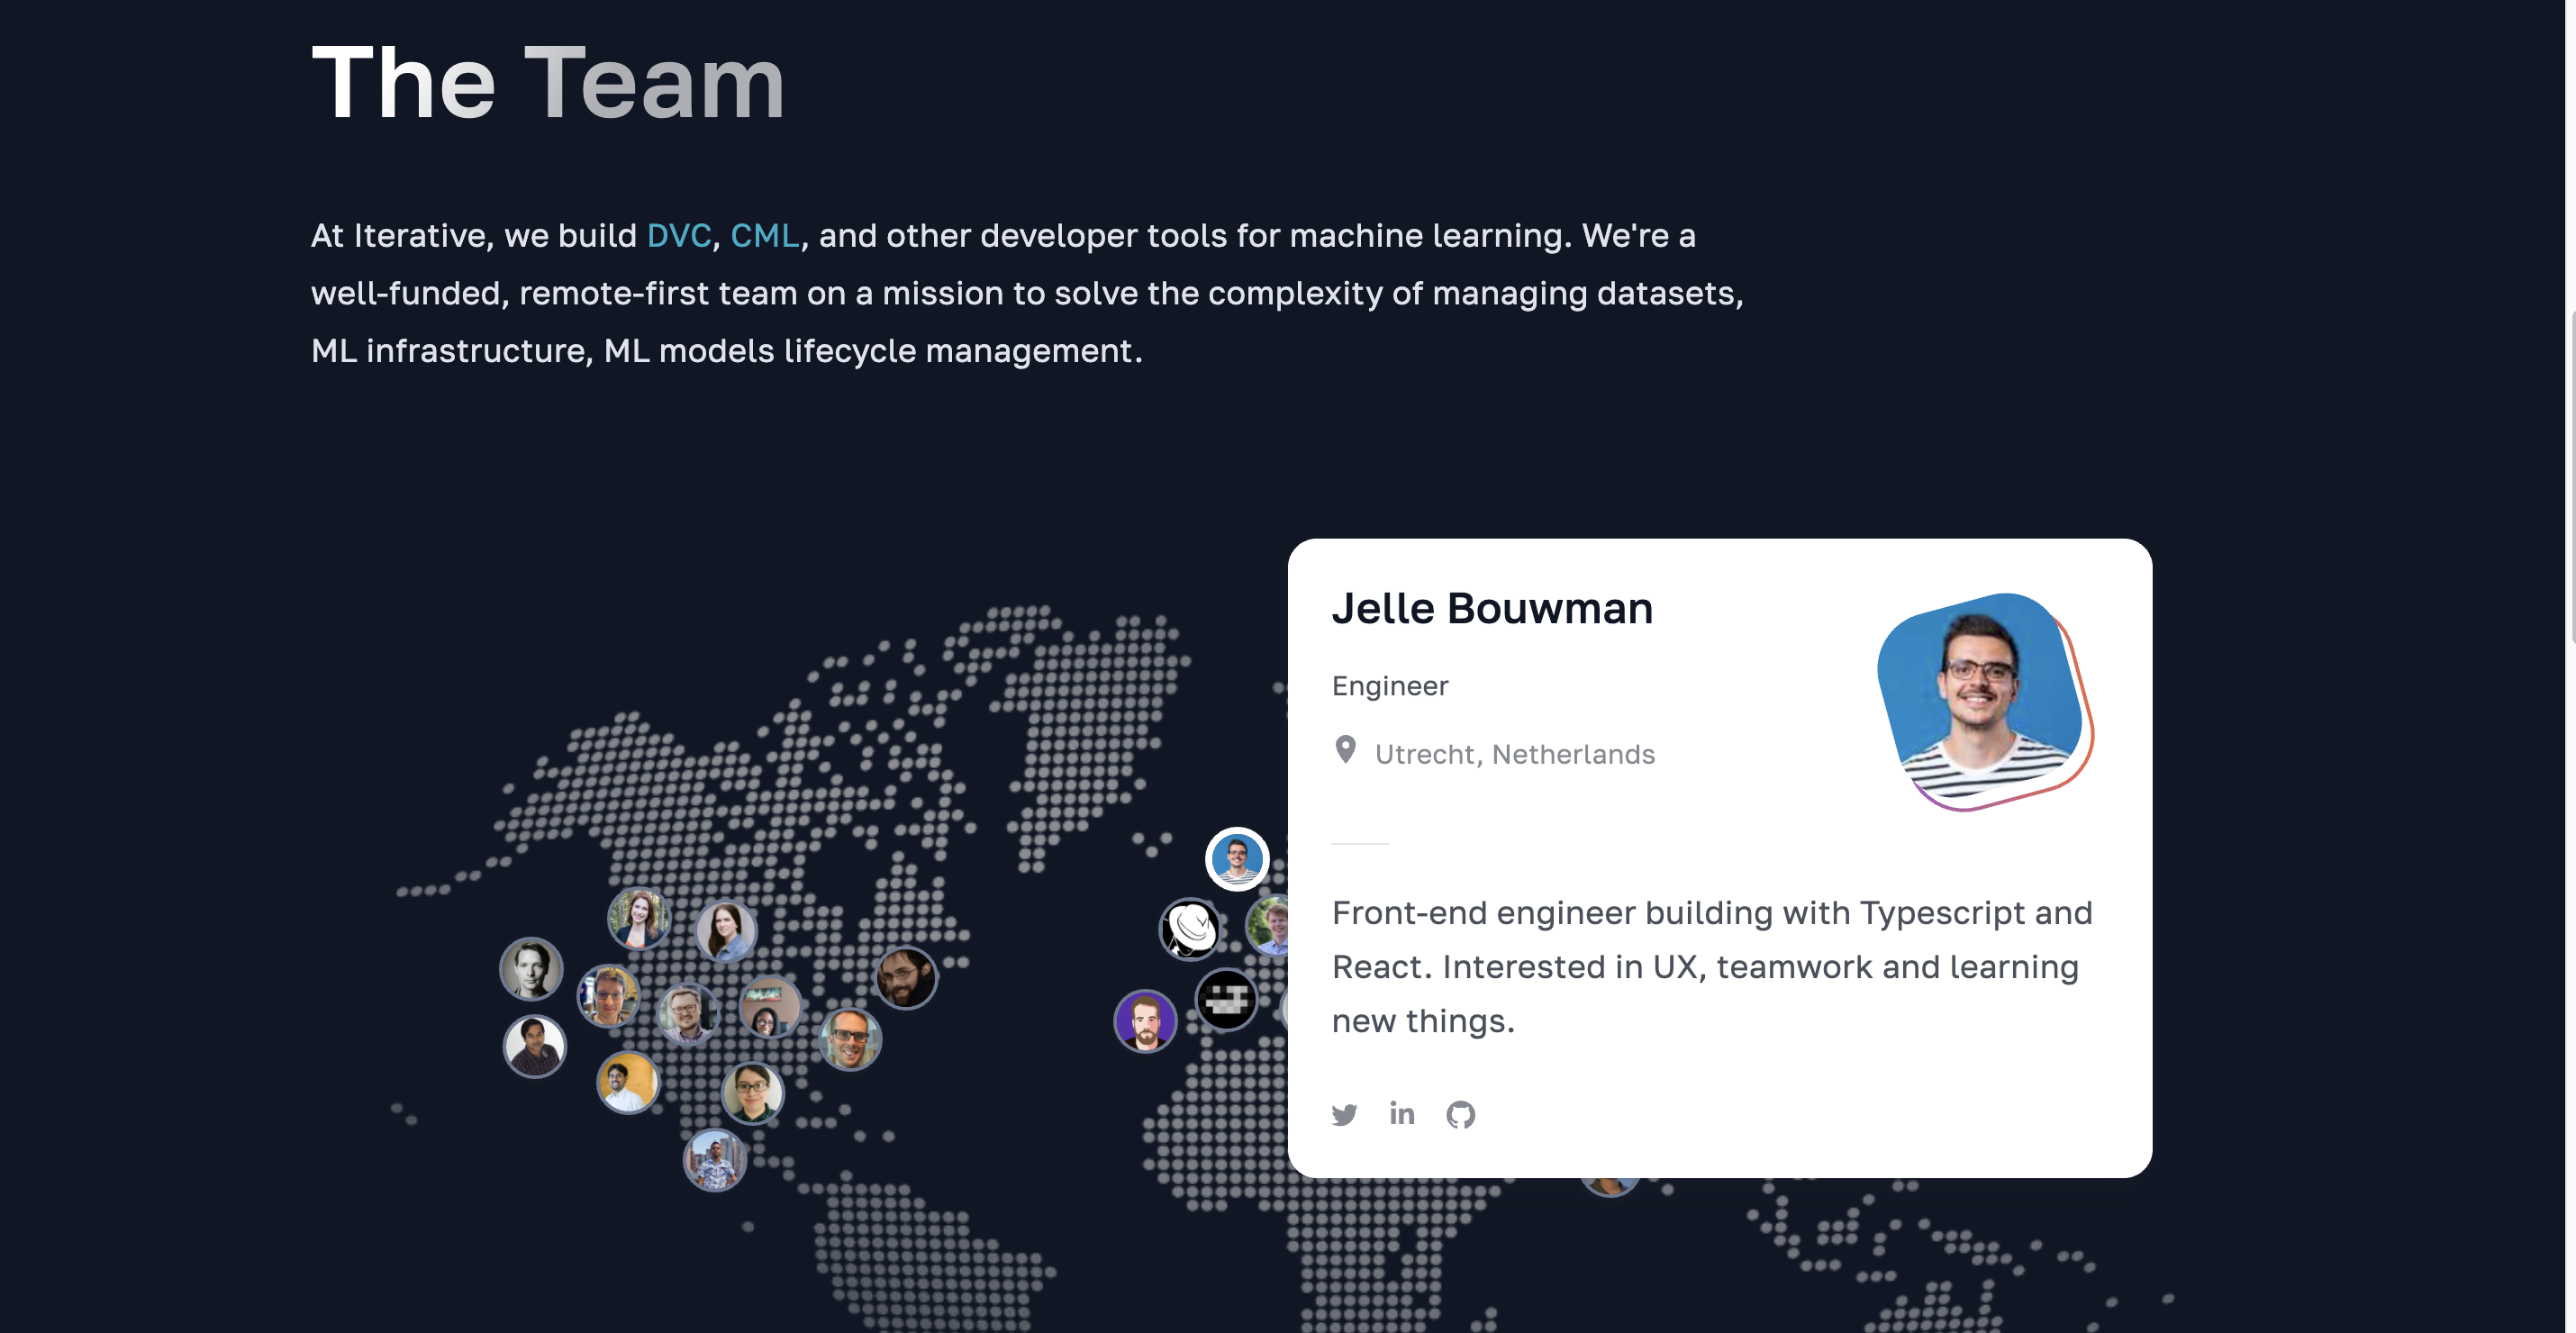 The Team
At Iterative, we build DVC, CML, and other developer tools for machine learning. We're a
well-funded, remote-first team on a mission to solve the complexity of managing datasets,
ML infrastructure, ML models lifecycle management.
Jelle Bouwman
Engineer
Utrecht, Netherlands
Front-end engineer building with Typescript and
React. Interested in UX, teamwork and learning
new things.
in